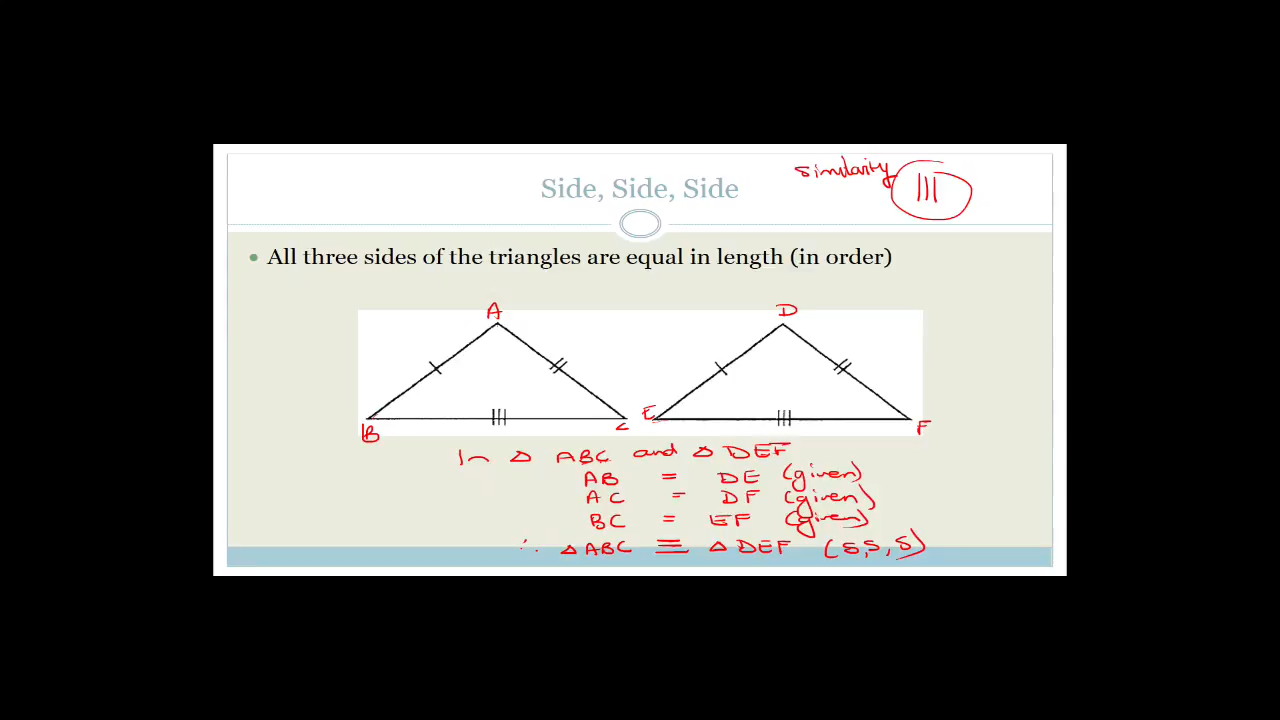 similarity |||
Side, Side, Side
• All three sides of the triangles are equal in length (in order)
A D
B C E F
In △ ABC and △ DEF
AB = DE (given)
AC = DF (given)
BC = EF (given)
∴ △ABC ≡ △DEF (S,S,S)